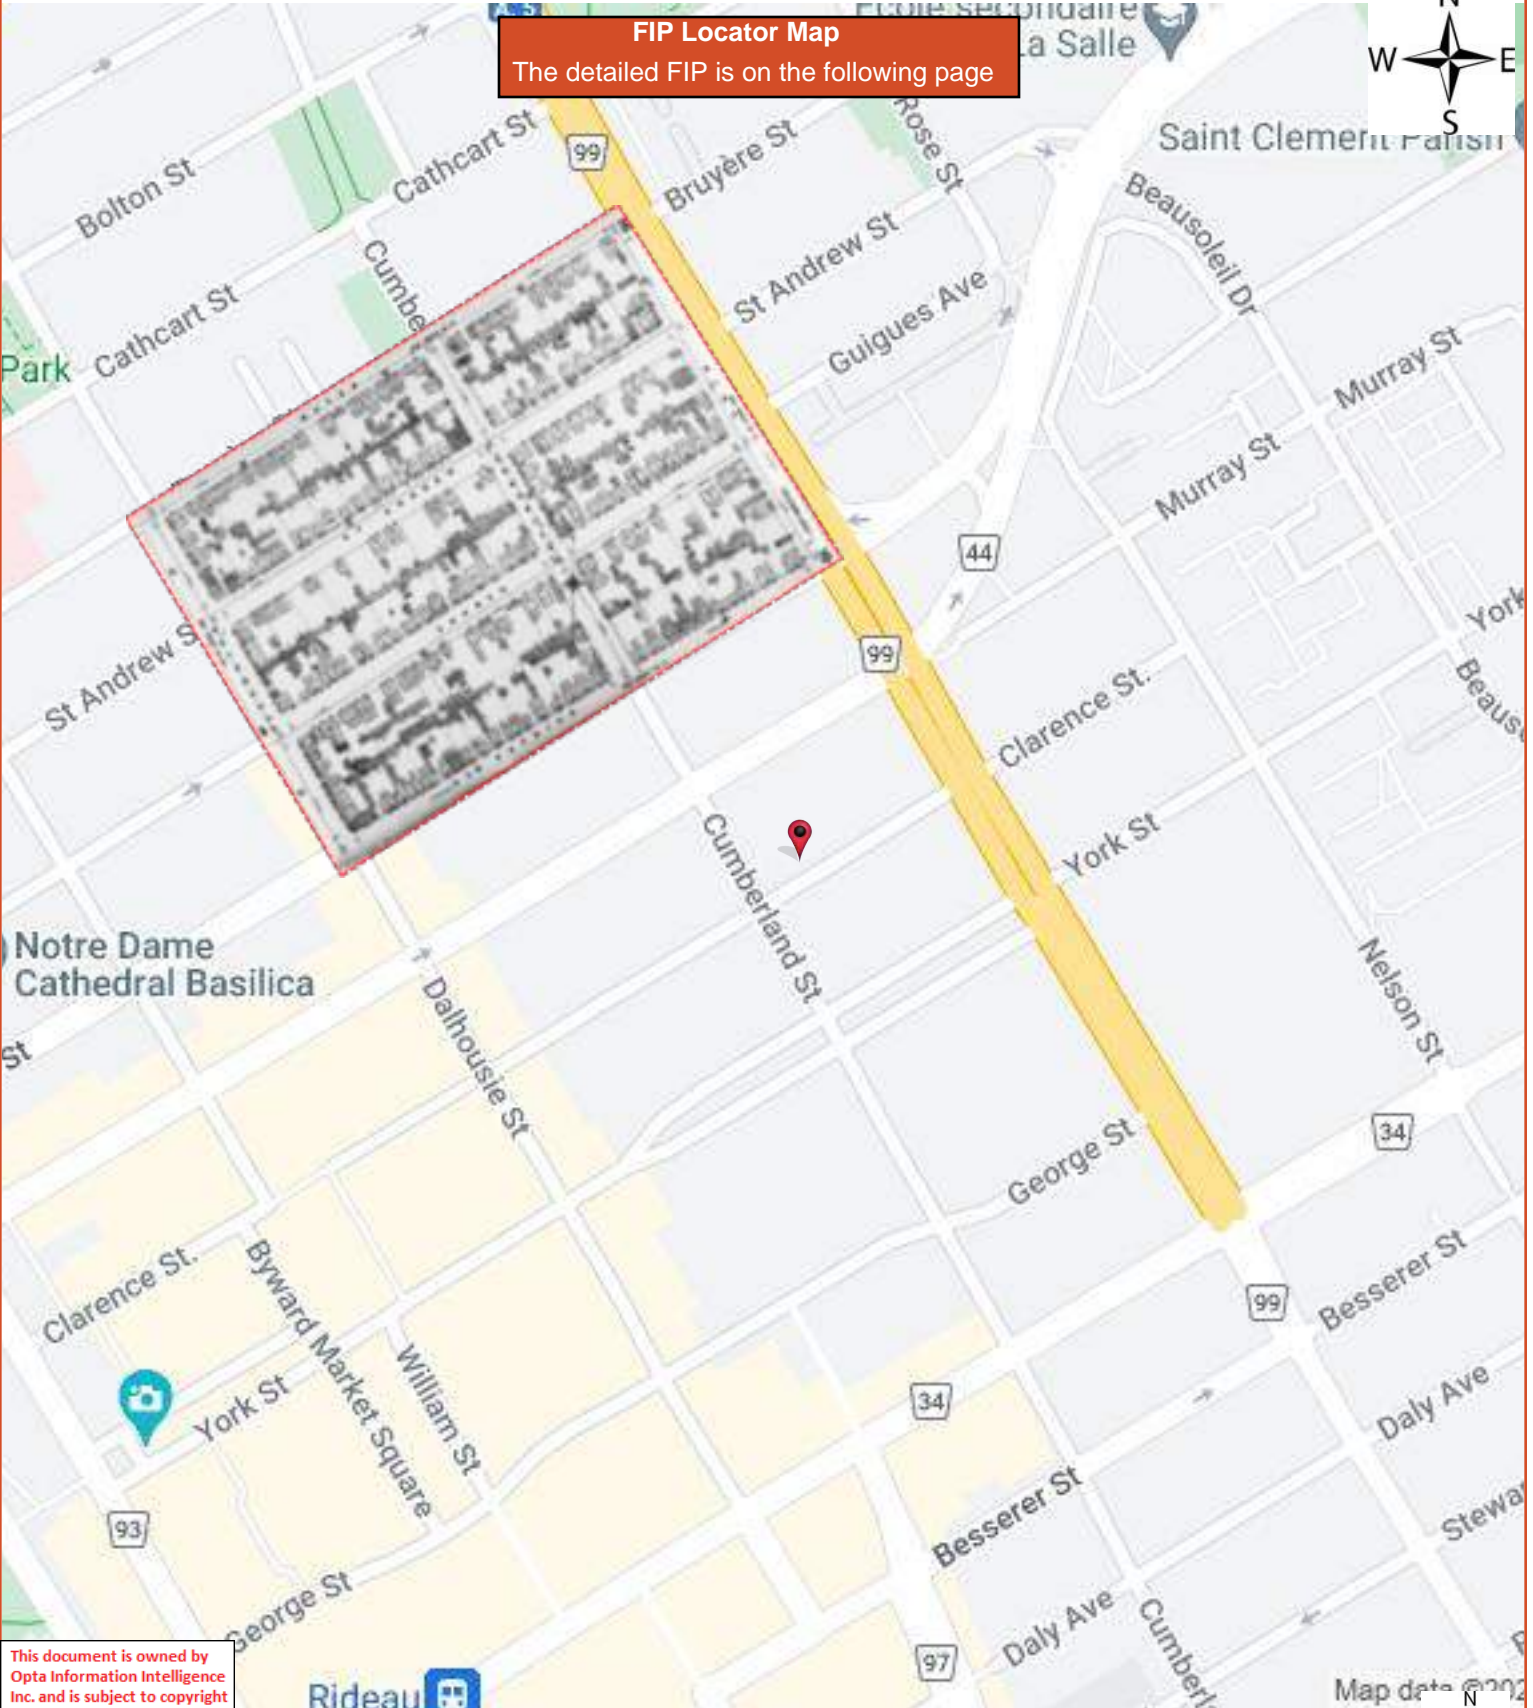 FIP Locator Map
The detailed FIP is on the following page
La Salle
N
W
E
S
99
Cathcart St
Bruyère St
Rose St
Bolton St
Beausoleil Dr
St Andrew St
Guigues Ave
Cathcart St
Park
Murray St
Murray St
44
St Andrew S
99
York
Clarence St.
York St
Cumberland St
Notre Dame
Cathedral Basilica
Dalhousie St
Nelson St
St
34
George St
99
Besserer St
Clarence St.
Byward Market Square
William St
York St
34
Daly Ave
93
Besserer St
George St
Daly Ave
97
Rideau
This document is owned by
Opta Information Intelligence
Inc. and is subject to copyright
N